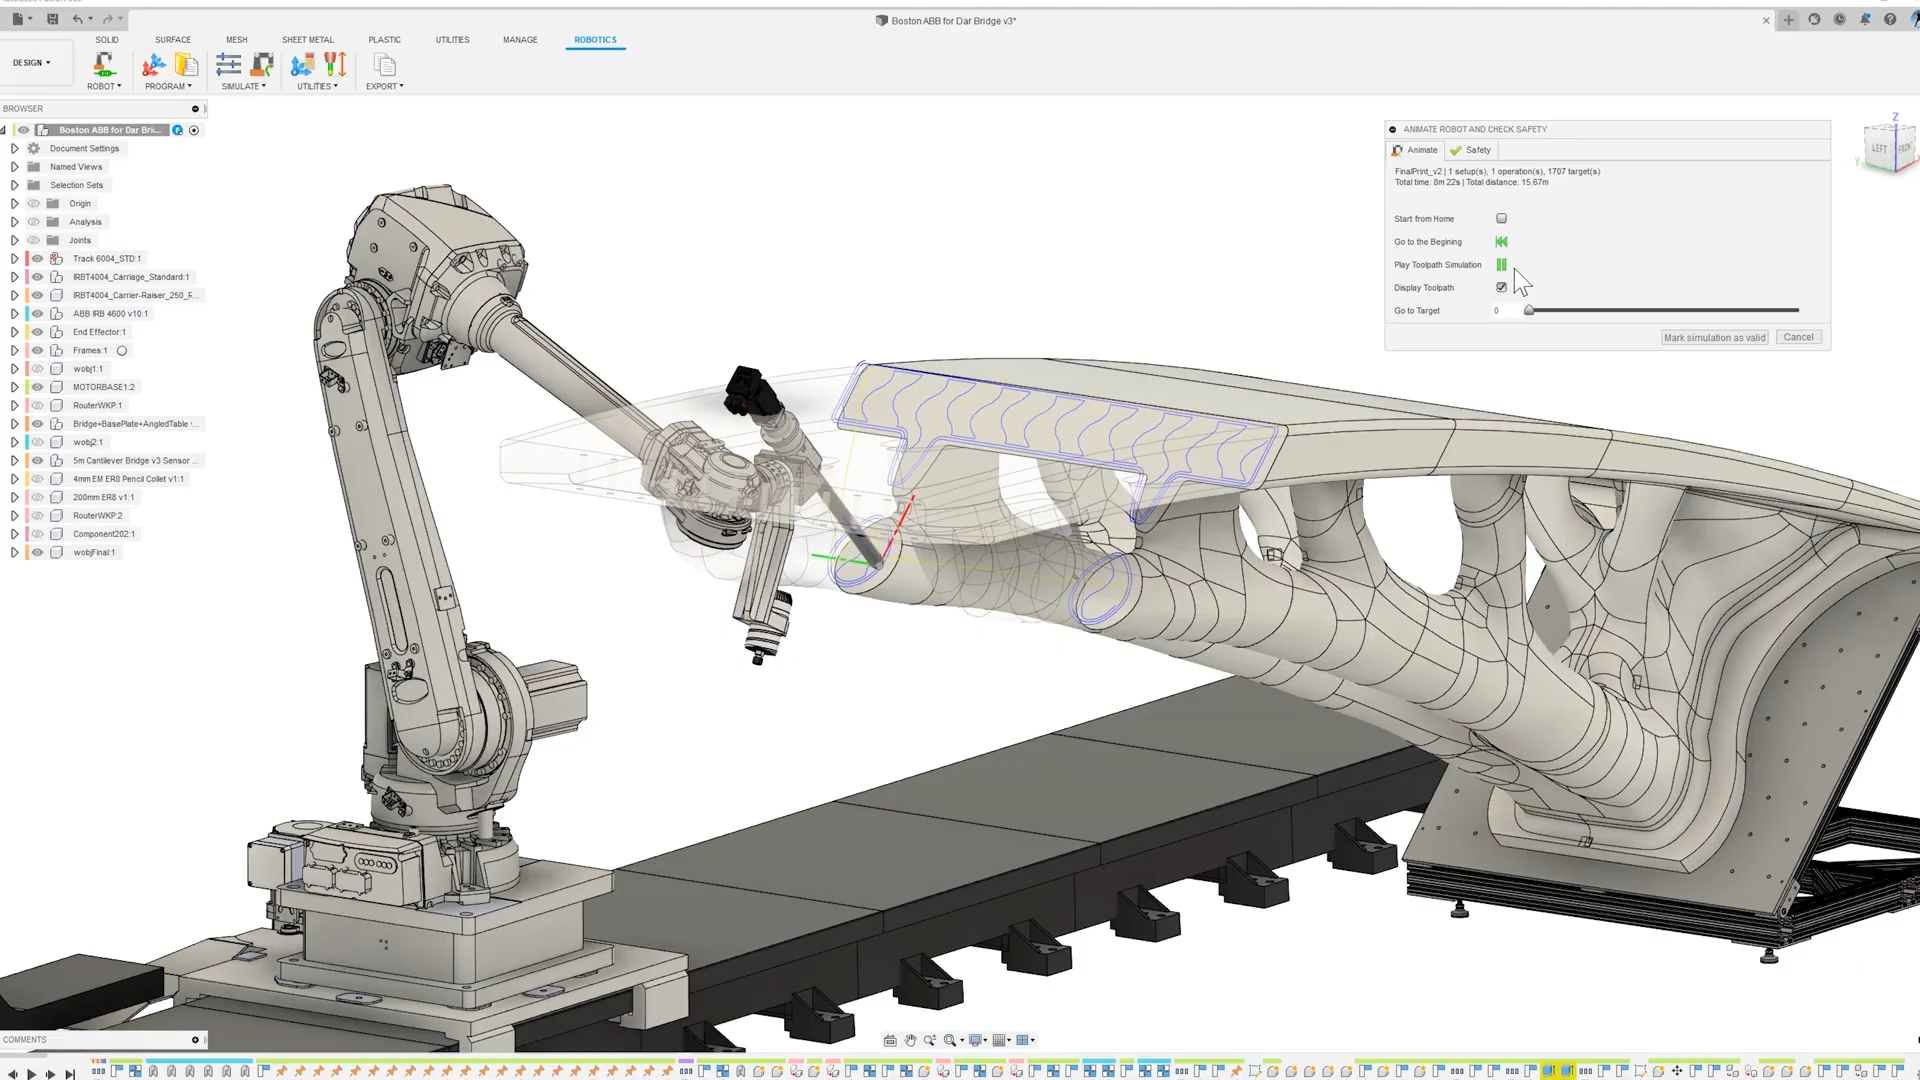 Boston ABB for Dar Bridge v3*
SOLID
SURFACE
MESH
SHEET METAL
PLASTIC
UTILITIES
MANAGE
ROBOTICS
DESIGN
ROBOT
PROGRAM
SIMULATE
UTILITIES
EXPORT
BROWSER
Boston ABB for Dar Bri...
Document Settings
Named Views
Selection Sets
Origin
Analysis
Joints
Track 6004_STD:1
IRBT4004_Carriage_Standard:1
IRBT4004_Carrier-Raiser_250_F...
ABB IRB 4600 v10:1
End Effector:1
Frames:1
wobj1:1
MOTORBASE1:2
RouterWKP:1
Bridge+BasePlate+AngledTable
wobj2:1
5m Cantilever Bridge v3 Sensor ...
4mm EM ER8 Pencil Collet v1:1
200mm ER8 v1:1
RouterWKP:2
Component202:1
wobjFinal:1
ANIMATE ROBOT AND CHECK SAFETY
Animate
Safety
FinalPrint_v2 | 1 setup(s), 1 operation(s), 1707 target(s)
Total time: 8m 22s | Total distance: 15.67m
Start from Home
Go to the Begining
Play Toolpath Simulation
Display Toolpath
Go to Target 0
Mark simulation as valid
Cancel
Z
LEFT
FRONT
Y
COMMENTS